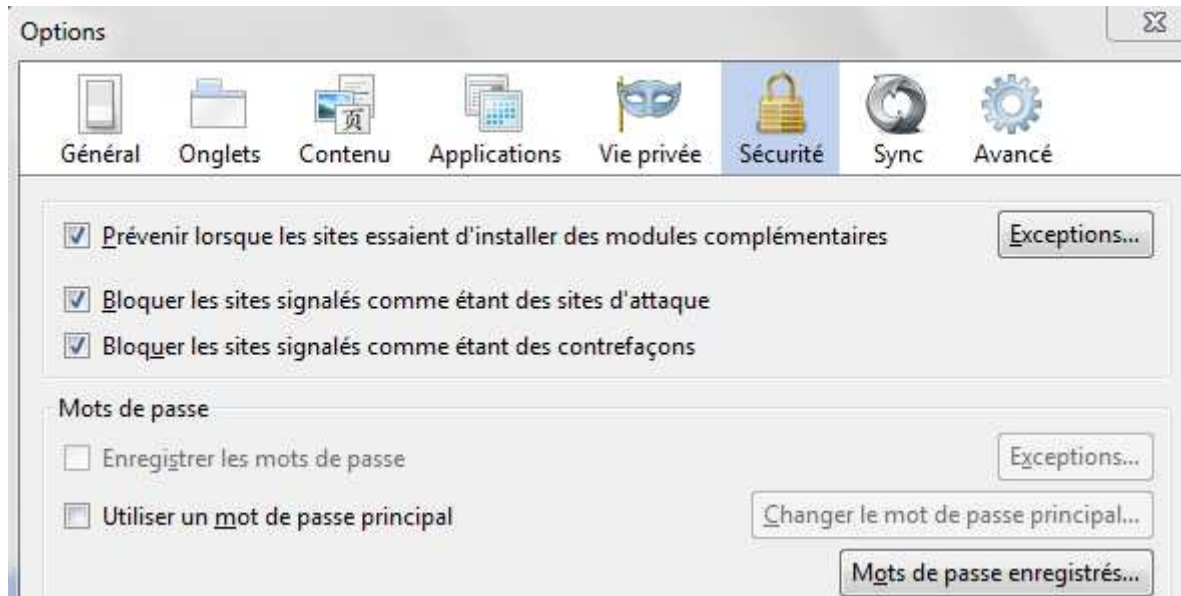 Options
Général Onglets Contenu Applications Vie privée Sécurité Sync Avancé
Prévenir lorsque les sites essaient d'installer des modules complémentaires Exceptions...
Bloquer les sites signalés comme étant des sites d'attaque
Bloquer les sites signalés comme étant des contrefaçons
Mots de passe
Enregistrer les mots de passe Exceptions...
Utiliser un mot de passe principal Changer le mot de passe principal...
Mots de passe enregistrés...